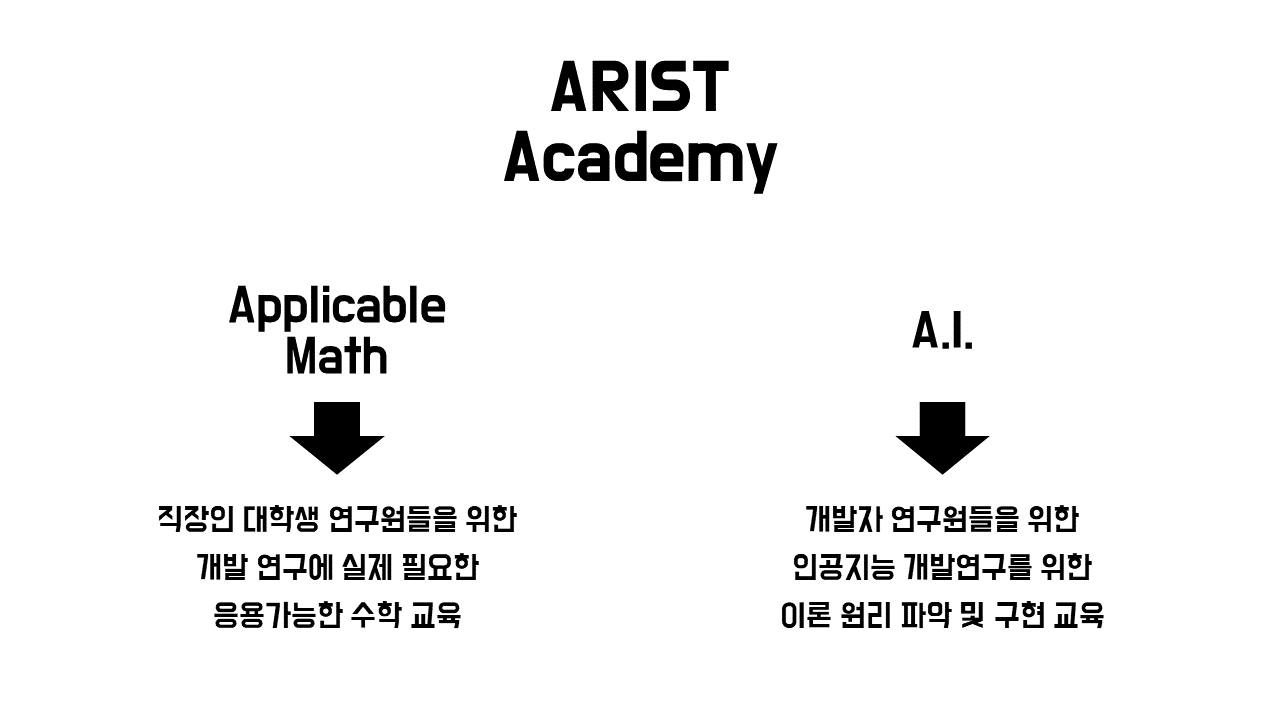 ARIST
Academy
Applicable
Math
직장인 대학생 연구원들을 위한
개발 연구에 실제 필요한
응용가능한 수학 교육
A.I.
개발자 연구원들을 위한
인공지능 개발연구를 위한
이론 원리 파악 및 구현 교육